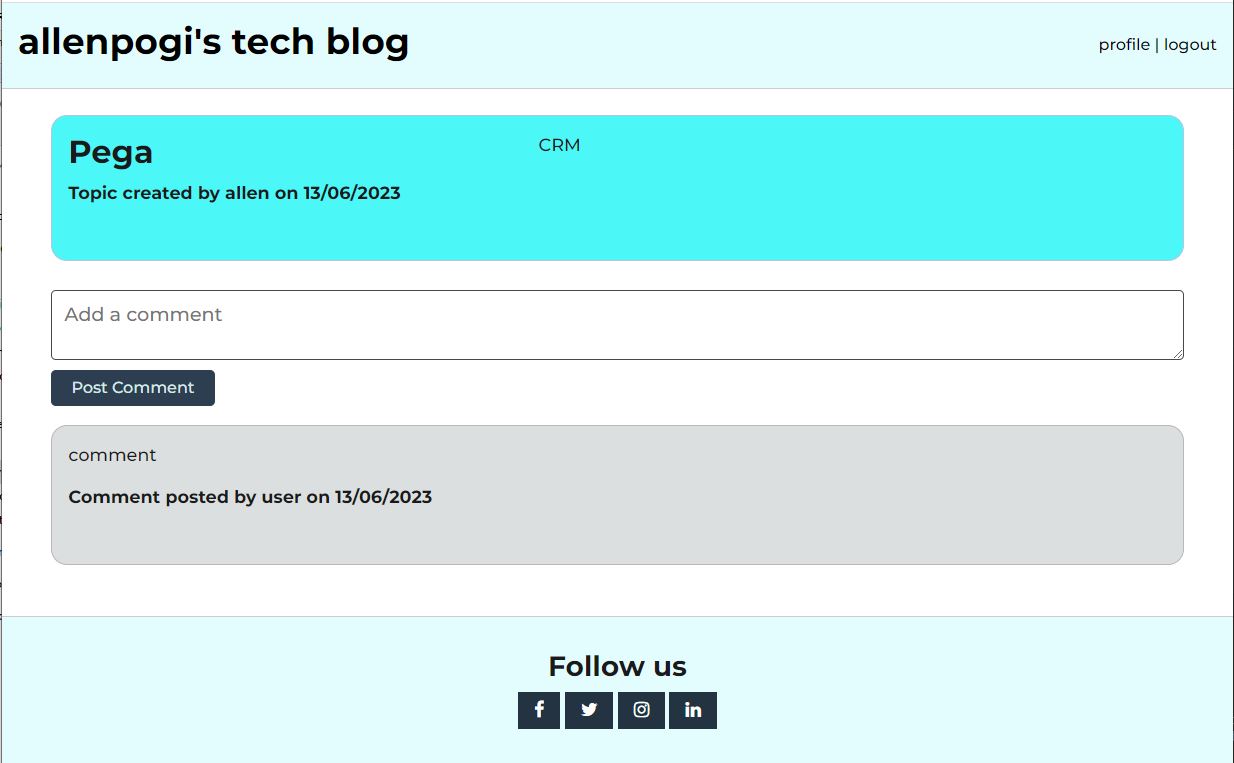 allenpogi's tech blog
profile | logout
Pega
CRM
Topic created by allen on 13/06/2023
Add a comment
Post Comment
comment
Comment posted by user on 13/06/2023
Follow us